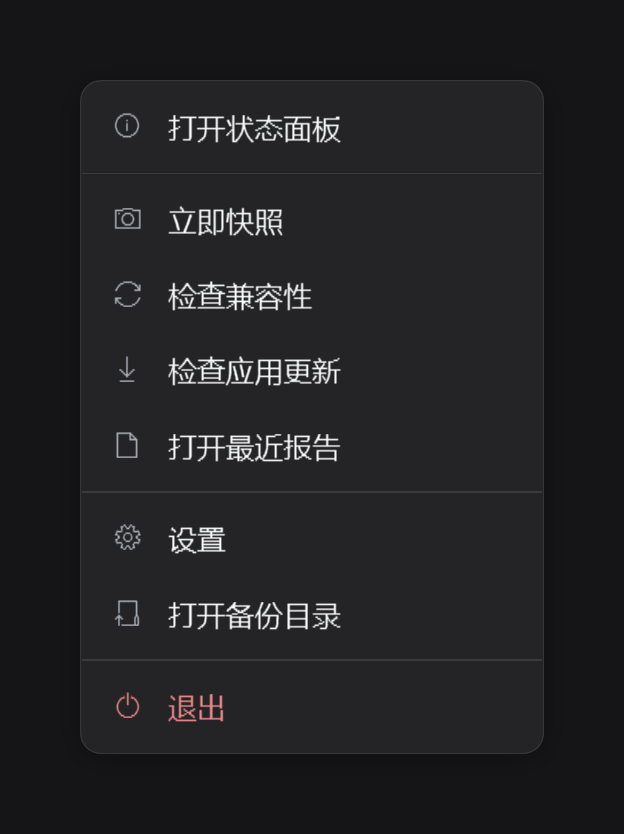 打开状态面板
立即快照
检查兼容性
检查应用更新
打开最近报告
设置
打开备份目录
退出